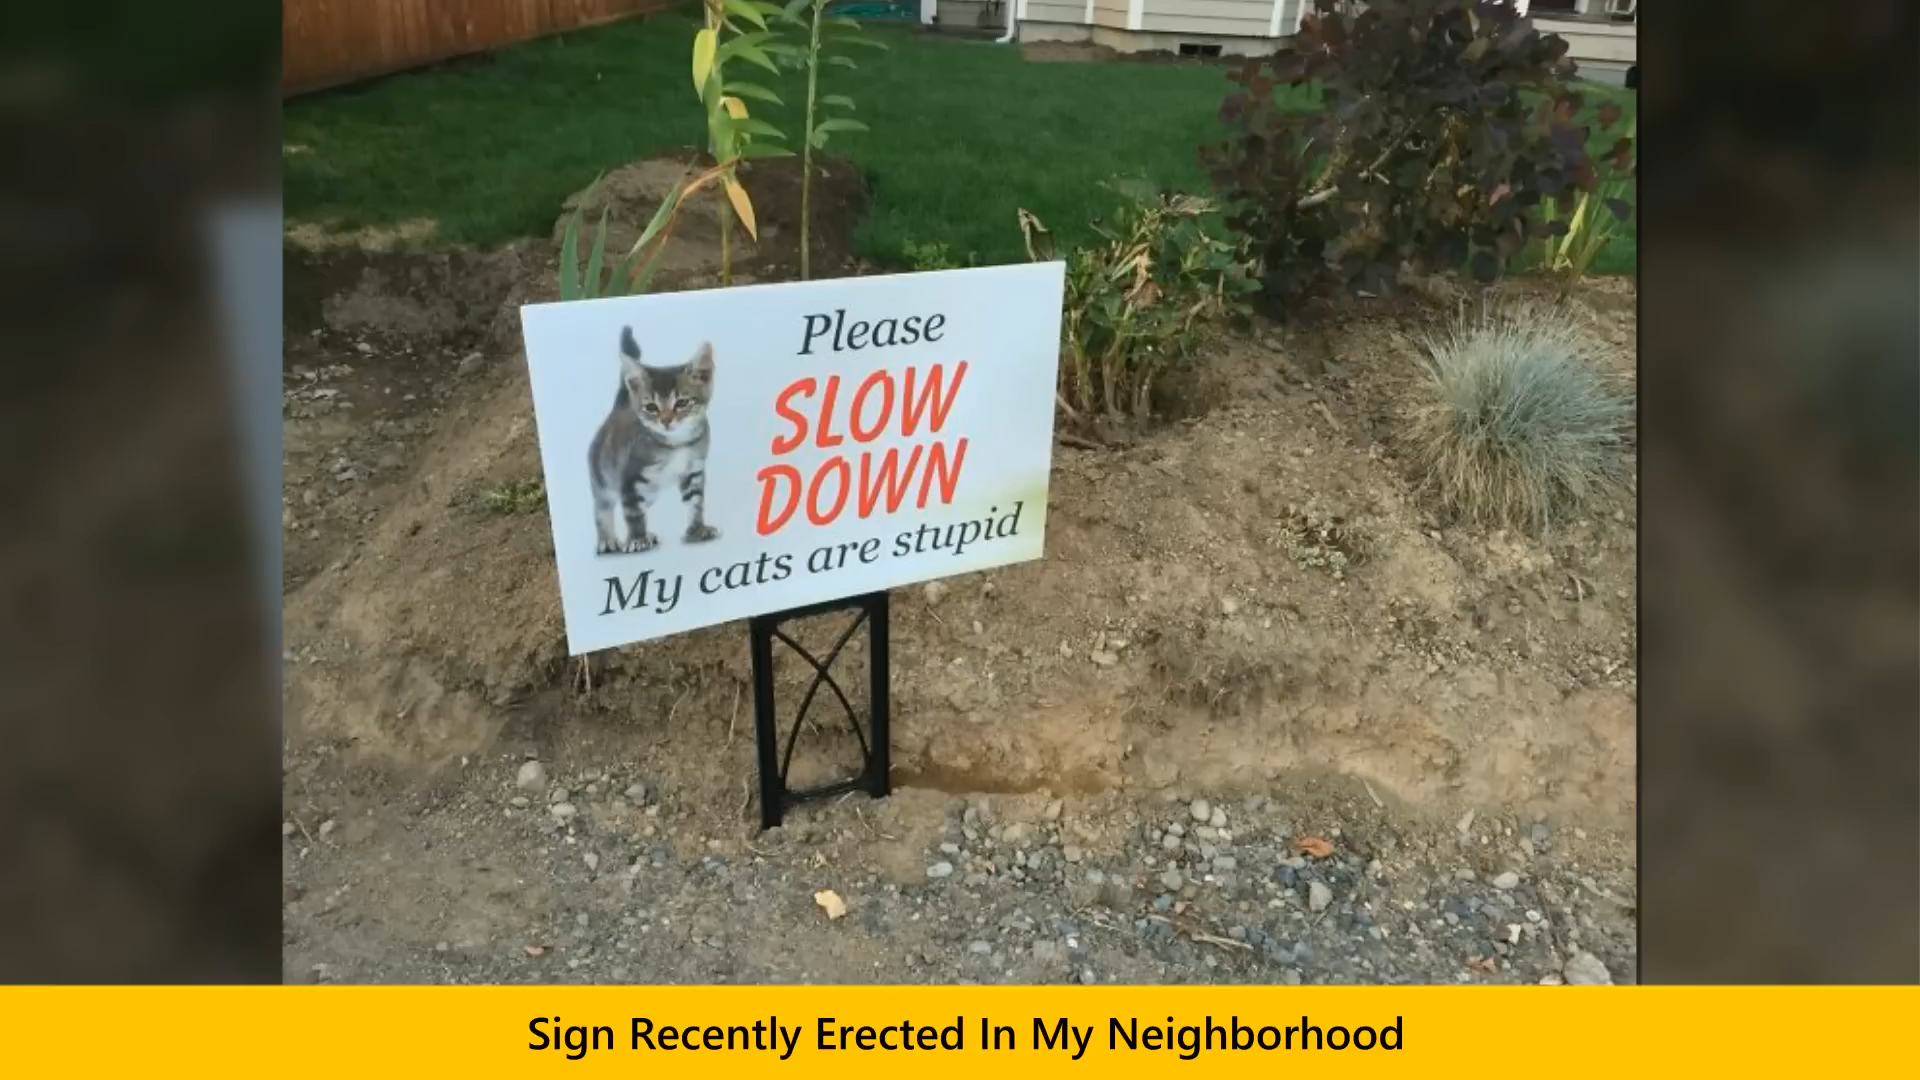 Please
SLOW
DOWN
My cats are stupid
Sign Recently Erected In My Neighborhood